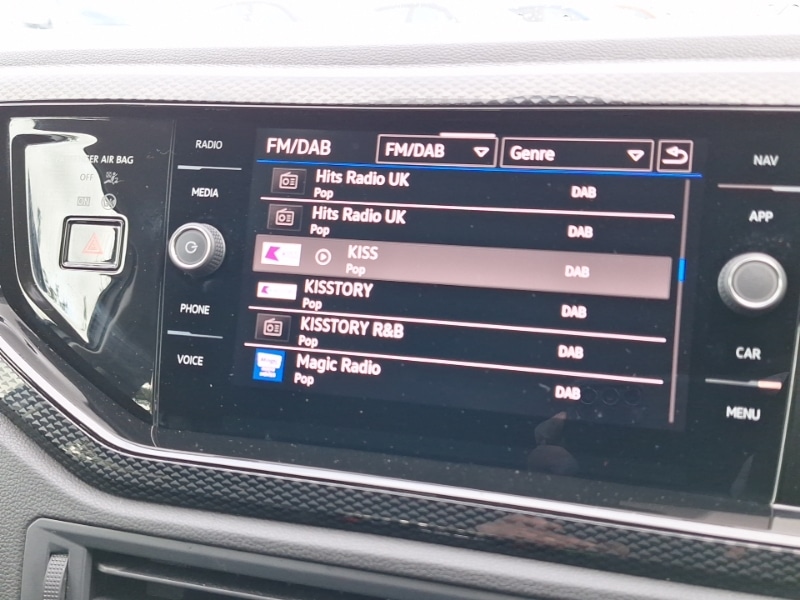 RADIO
MEDIA
PHONE
VOICE
ER AIR BAG
OFF
ON
FM/DAB
FM/DAB
Genre
Hits Radio UK
Pop
DAB
Hits Radio UK
Pop
DAB
KISS
Pop
DAB
KISSTORY
Pop
DAB
KISSTORY R&B
Pop
DAB
Magic Radio
Pop
DAB
NAV
APP
CAR
MENU